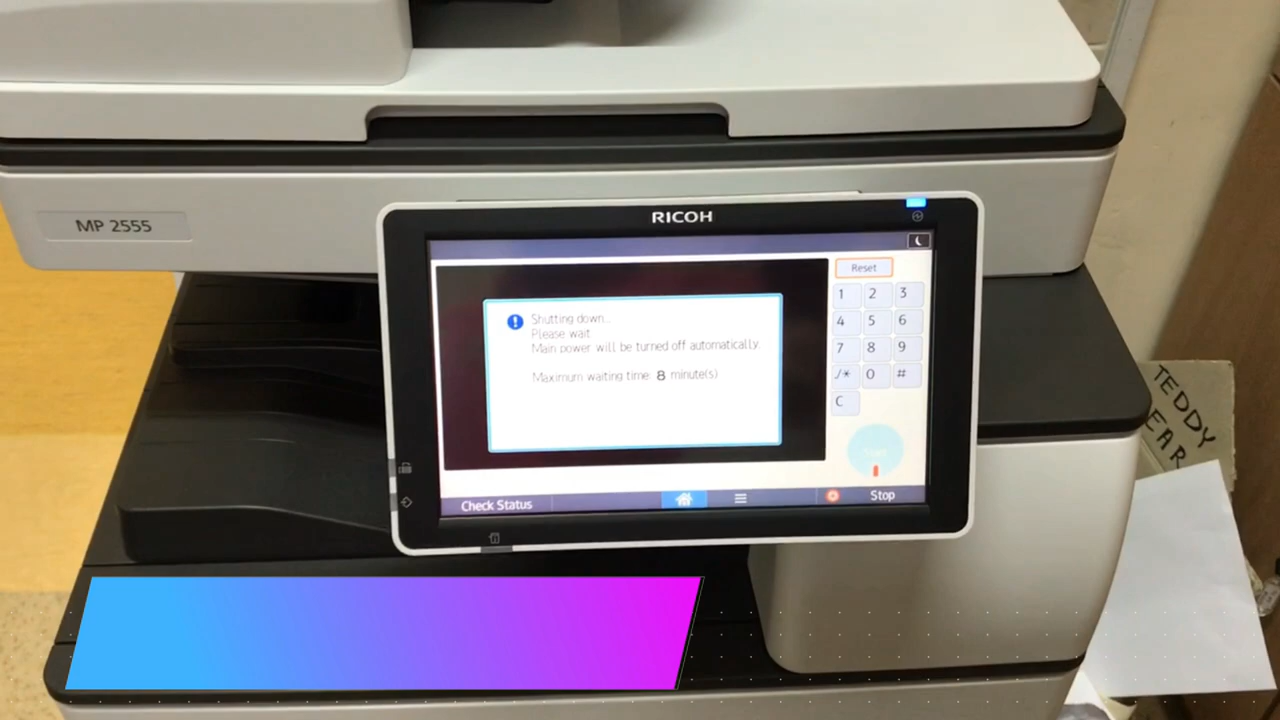 MP 2555
RICOH
Reset
Shutting down...
Please wait
Main power will be turned off automatically.
Maximum waiting time: 8 minute(s)
1 2 3
4 5 6
7 8 9
./* 0 #
C
Start
Check Status
Stop
TEDDY
EAR